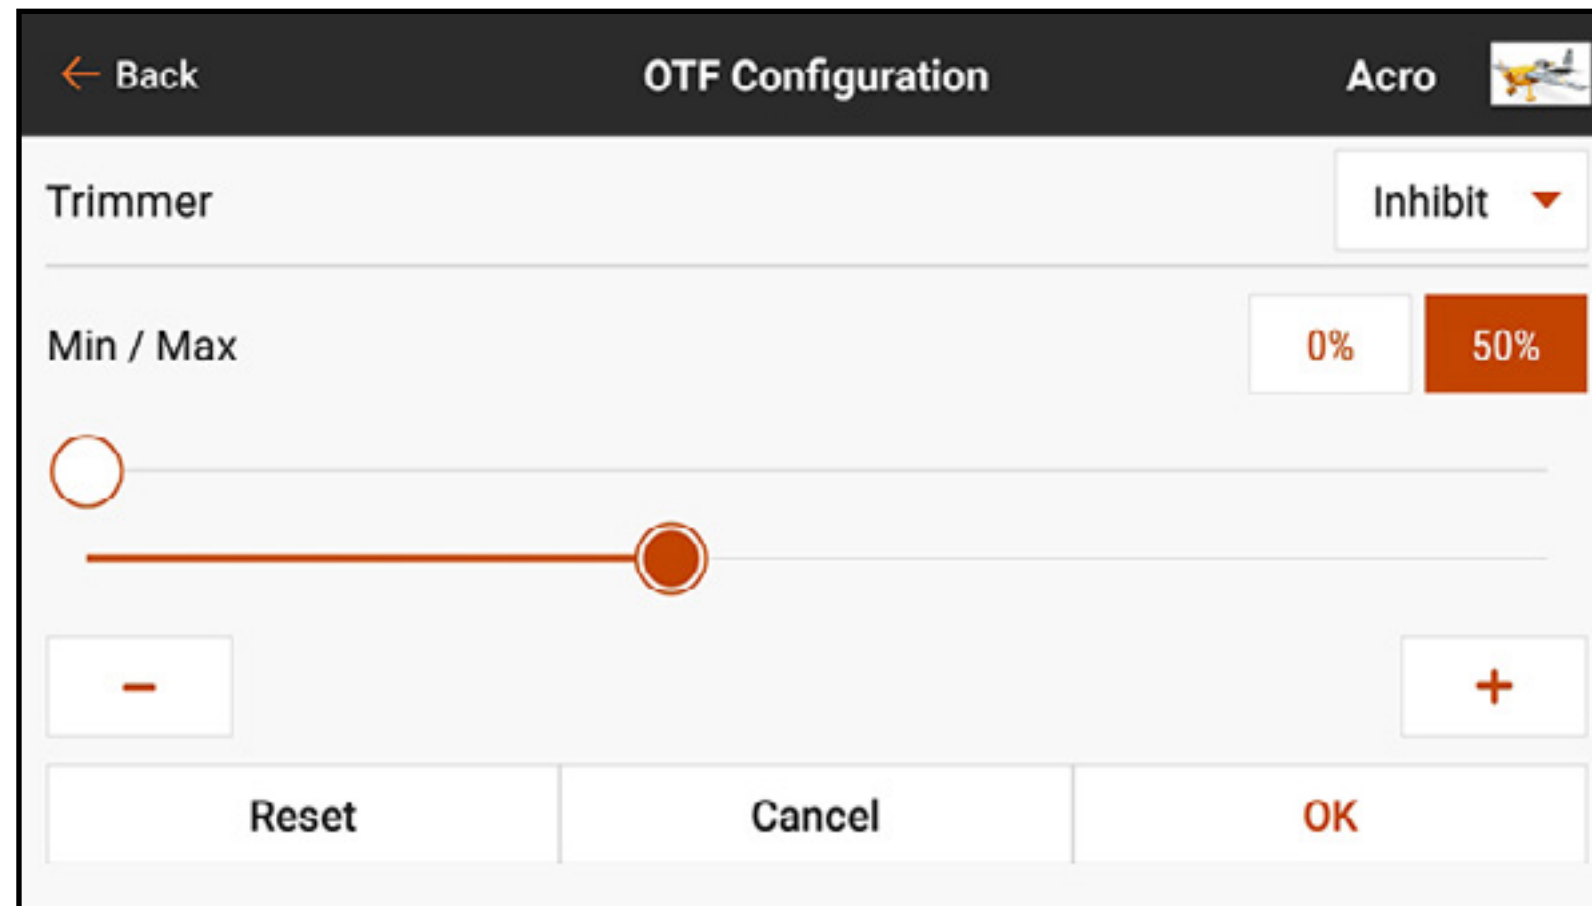 Back OTF Configuration Acro
Trimmer Inhibit
Min / Max 0% 50%
− +
Reset Cancel OK